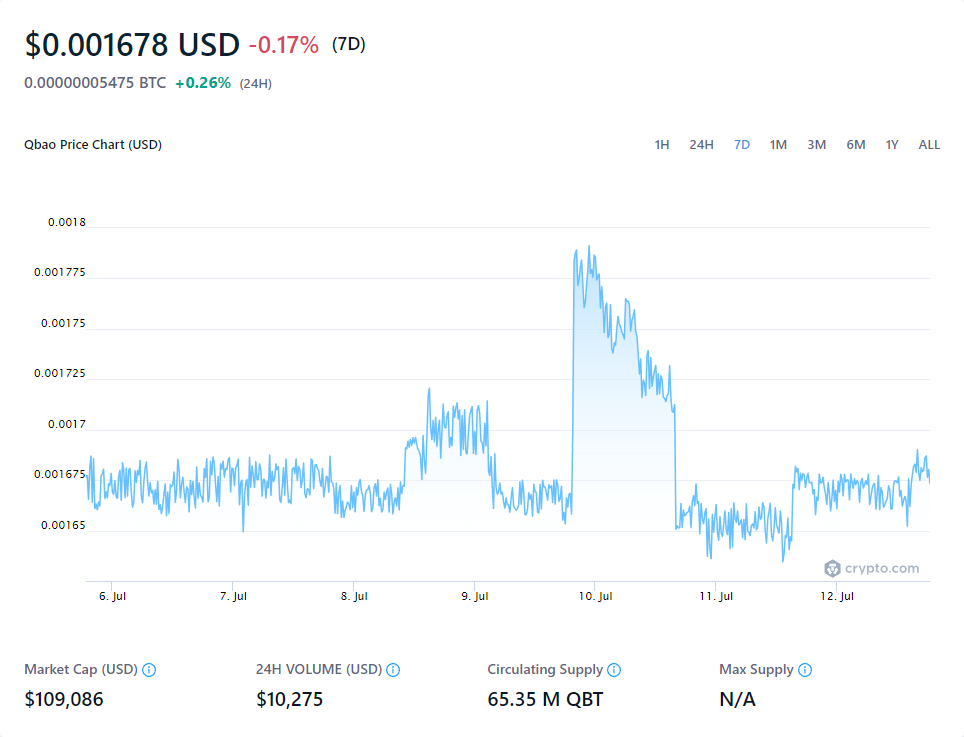 $0.001678 USD -0.17% (7D)
0.00000005475 BTC +0.26% (24H)
Qbao Price Chart (USD) 1H 24H 7D 1M 3M 6M 1Y ALL
0.0018
0.001775
0.00175
0.001725
0.0017
0.001675
0.00165
crypto.com
6. Jul 7. Jul 8. Jul 9. Jul 10. Jul 11. Jul 12. Jul
Market Cap (USD) 24H VOLUME (USD) Circulating Supply Max Supply
$109,086 $10,275 65.35 M QBT N/A